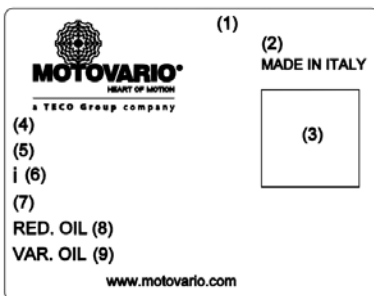 (1)
(2)
MADE IN ITALY
MOTOVARIO®
HEART OF MOTION
a TECO Group company
(3)
(4)
(5)
i (6)
(7)
RED. OIL (8)
VAR. OIL (9)
www.motovario.com